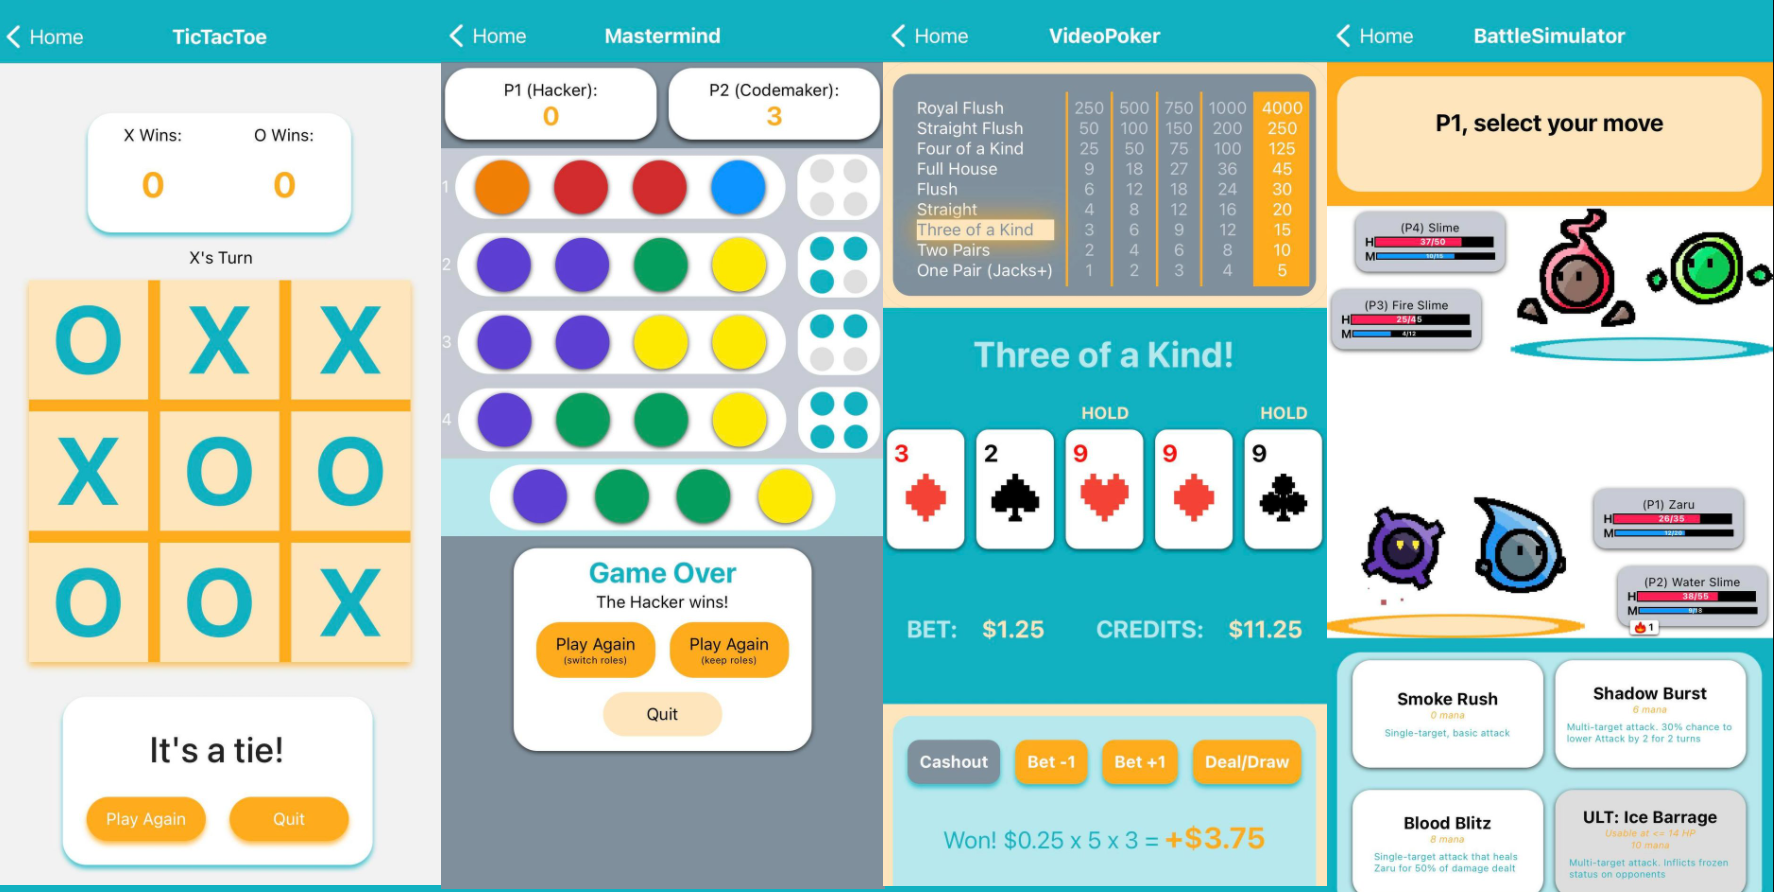 Home TicTacToe
X Wins: O Wins:
0 0
X's Turn
O X X
X O O
O O X
It's a tie!
Play Again Quit
Home Mastermind
P1 (Hacker): P2 (Codemaker):
0 3
1
2
3
4
Game Over
The Hacker wins!
Play Again Play Again
(switch roles) (keep roles)
Quit
Home VideoPoker
Royal Flush 250 500 750 1000 4000
Straight Flush 50 100 150 200 250
Four of a Kind 25 50 75 100 125
Full House 9 18 27 36 45
Flush 6 12 18 24 30
Straight 4 8 12 16 20
Three of a Kind 3 6 9 12 15
Two Pairs 2 4 6 8 10
One Pair (Jacks+) 1 2 3 4 5
Three of a Kind!
HOLD HOLD
3 2 9 9 9
BET: $1.25 CREDITS: $11.25
Cashout Bet -1 Bet +1 Deal/Draw
Won! $0.25 x 5 x 3 = +$3.75
Home BattleSimulator
P1, select your move
(P4) Slime
H 37/50
M 10/15
(P3) Fire Slime
H 25/45
M 4/12
(P1) Zaru
H 26/35
M 12/20
(P2) Water Slime
H 38/55
M
1
Smoke Rush
0 mana
Single-target, basic attack
Shadow Burst
6 mana
Multi-target attack. 30% chance to
lower Attack by 2 for 2 turns
Blood Blitz
8 mana
Single-target attack that heals
Zaru for 50% of damage dealt
ULT: Ice Barrage
Usable at <= 14 HP
10 mana
Multi-target attack. Inflicts frozen
status on opponents